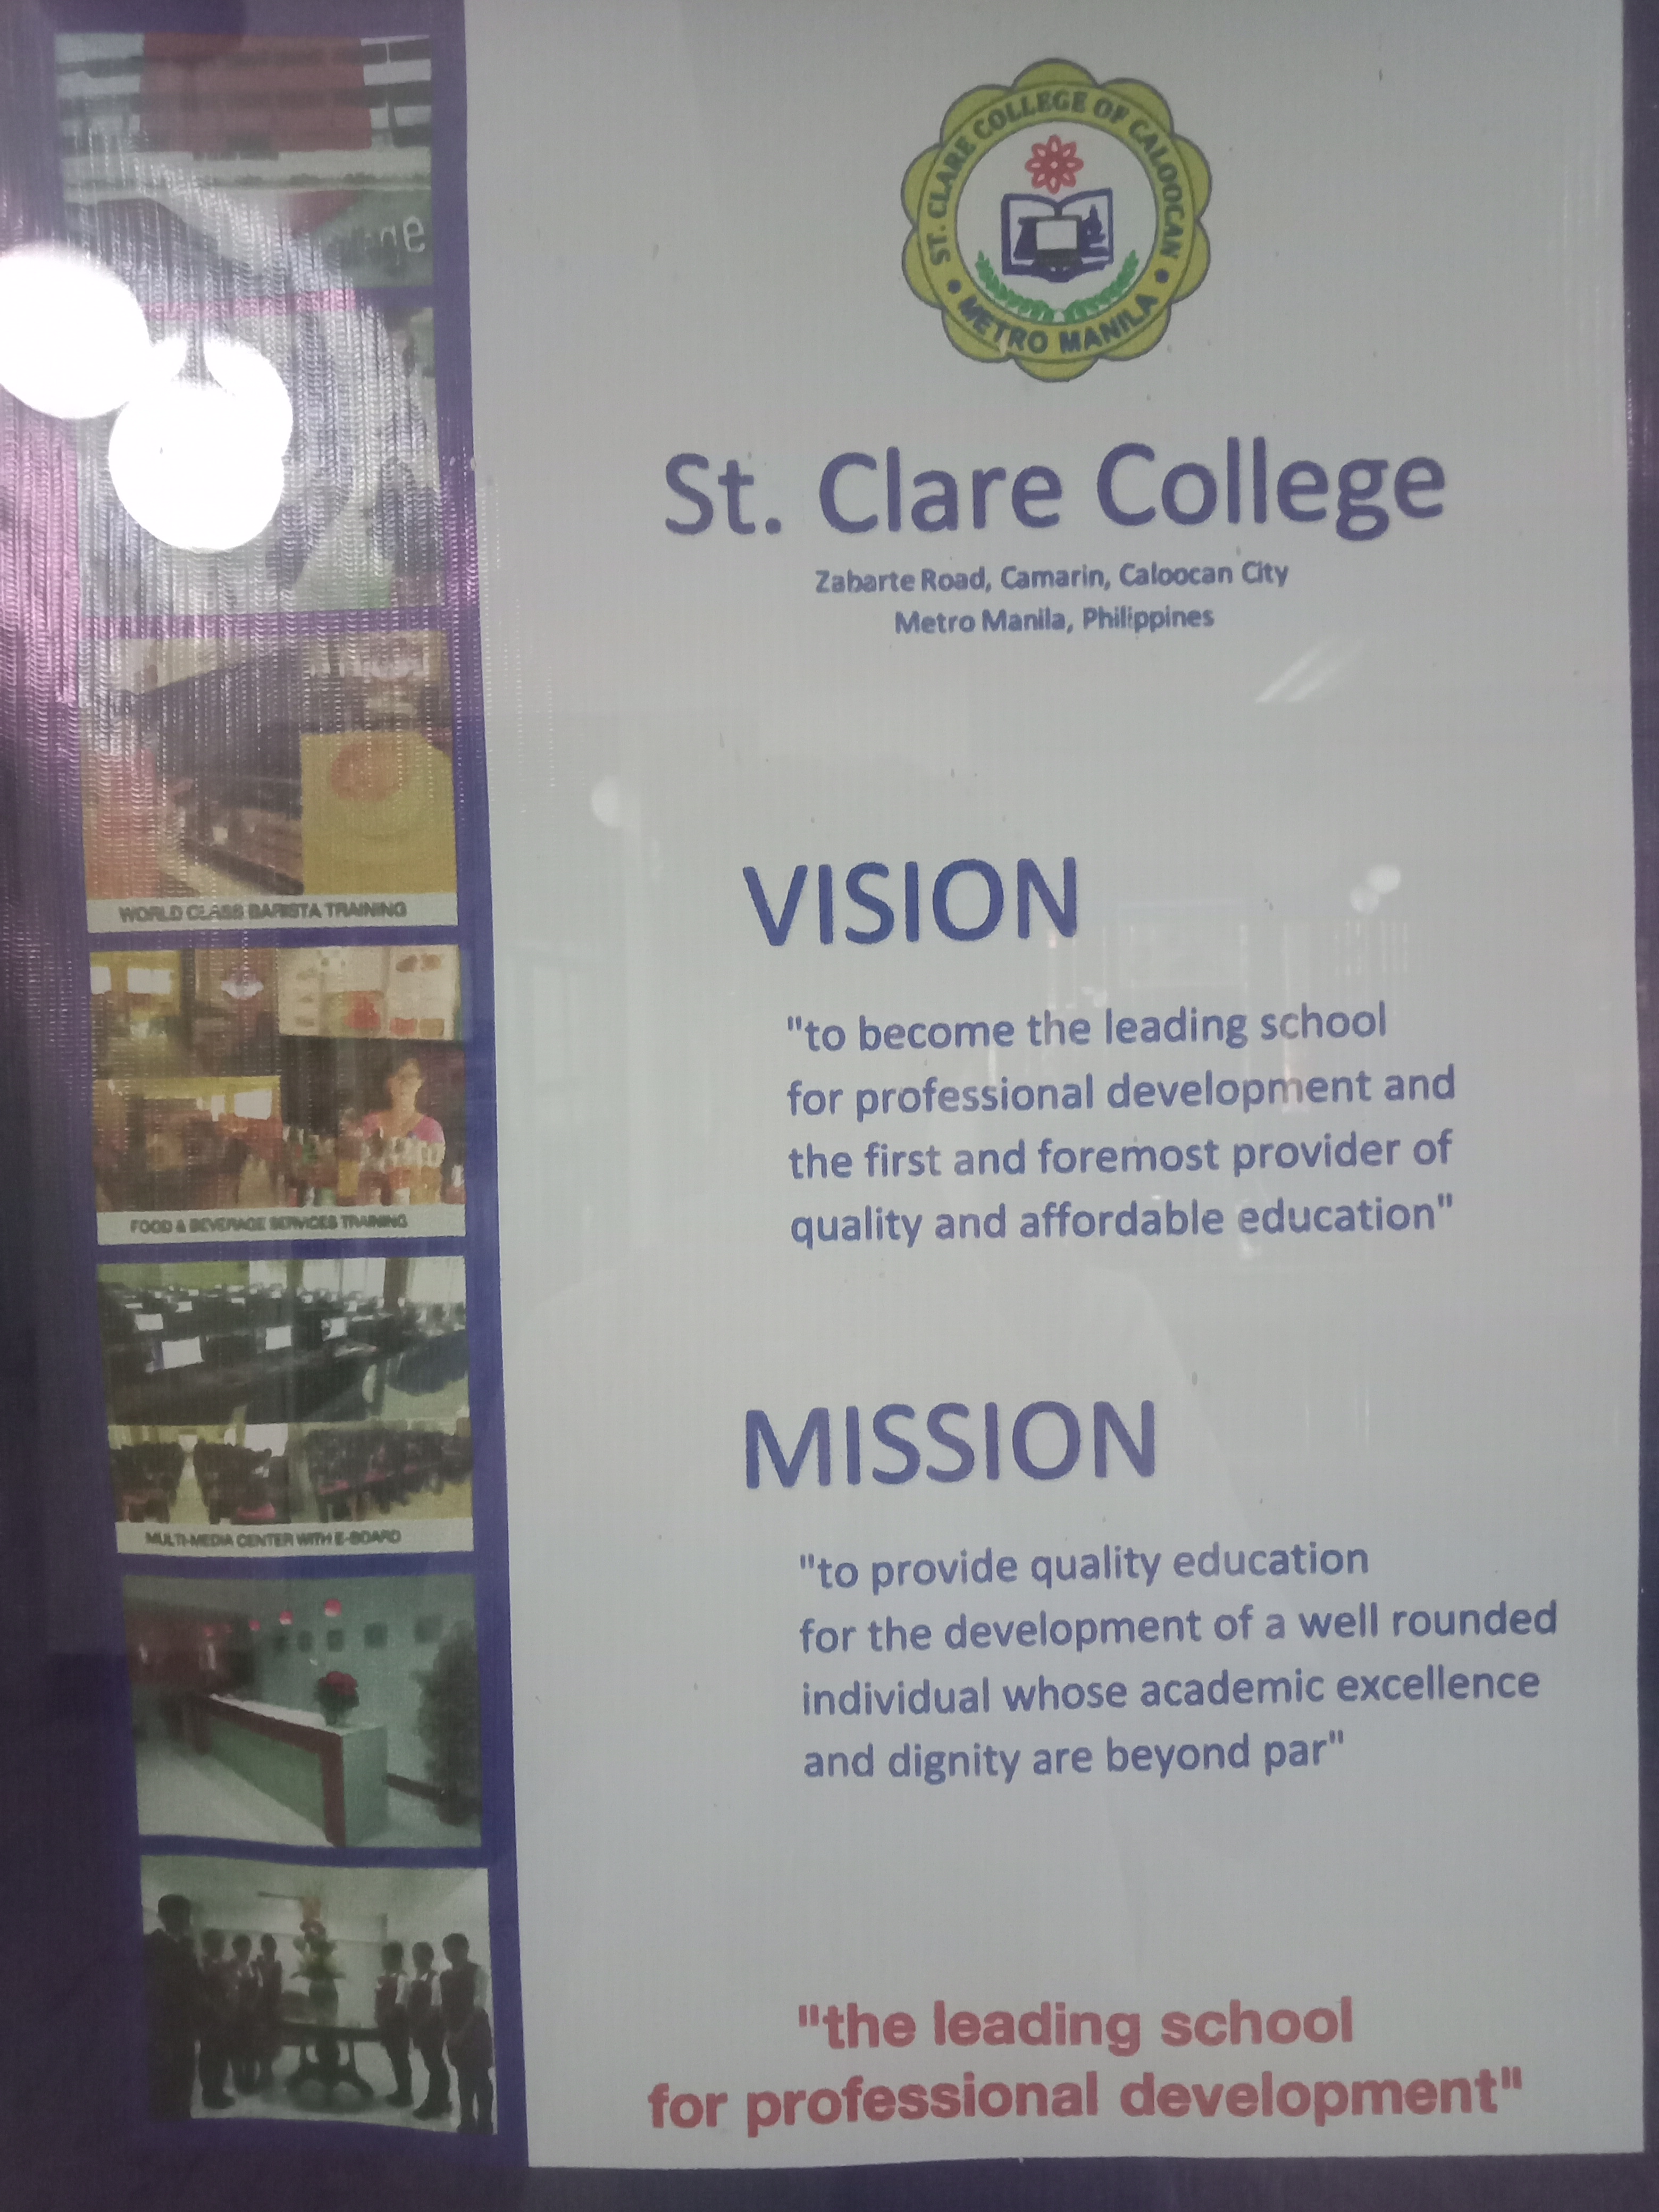 ST. CLARE COLLEGE OF CALOOCAN
• METRO MANILA •
St. Clare College
Zabarte Road, Camarin, Caloocan City
Metro Manila, Philippines
VISION
"to become the leading school
for professional development and
the first and foremost provider of
quality and affordable education"
MISSION
"to provide quality education
for the development of a well rounded
individual whose academic excellence
and dignity are beyond par"
"the leading school
for professional development"
WORLD CLASS BARISTA TRAINING
FOOD & BEVERAGE SERVICES TRAINING
MULTI-MEDIA CENTER WITH E-BOARD